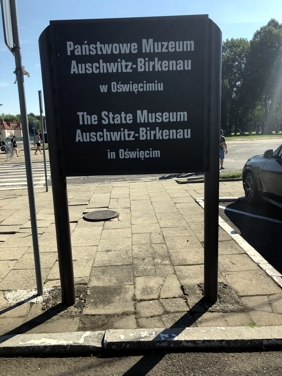 Państwowe Muzeum
Auschwitz-Birkenau
w Oświęcimiu
The State Museum
Auschwitz-Birkenau
in Oświęcim